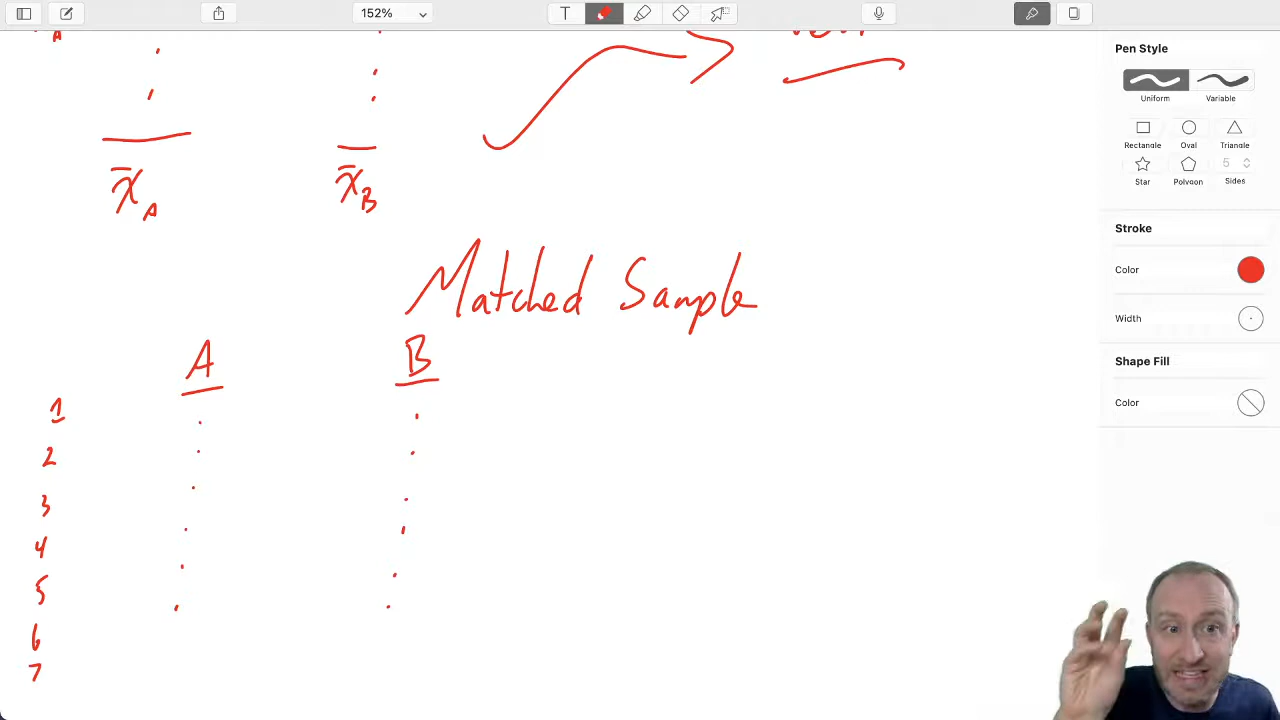 152%
T
A
x̄A
x̄B
Matched Sample
A B
1
2
3
4
5
6
7
Pen Style
Uniform Variable
Rectangle Oval Triangle
5
Star Polygon Sides
Stroke
Color
Width
Shape Fill
Color